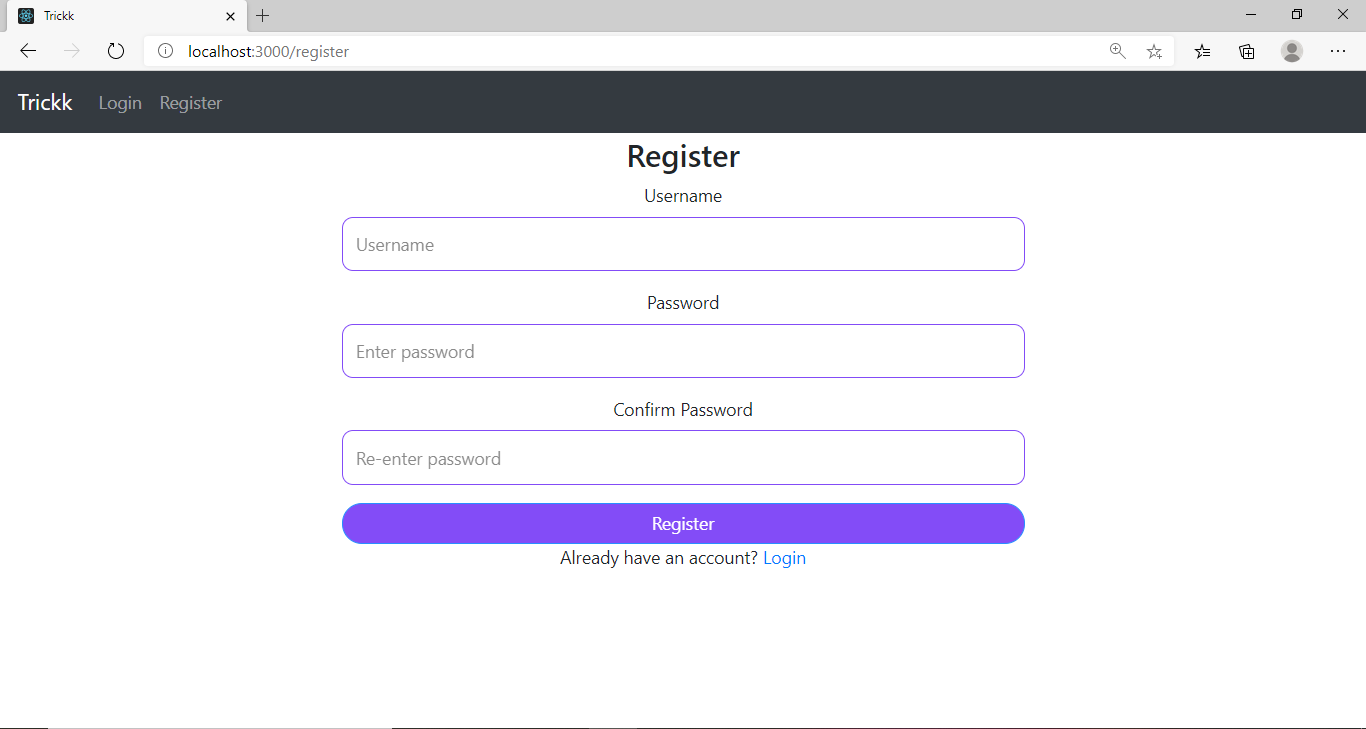 Trickk
localhost:3000/register
Trickk Login Register
Register
Username
Username
Password
Enter password
Confirm Password
Re-enter password
Register
Already have an account? Login